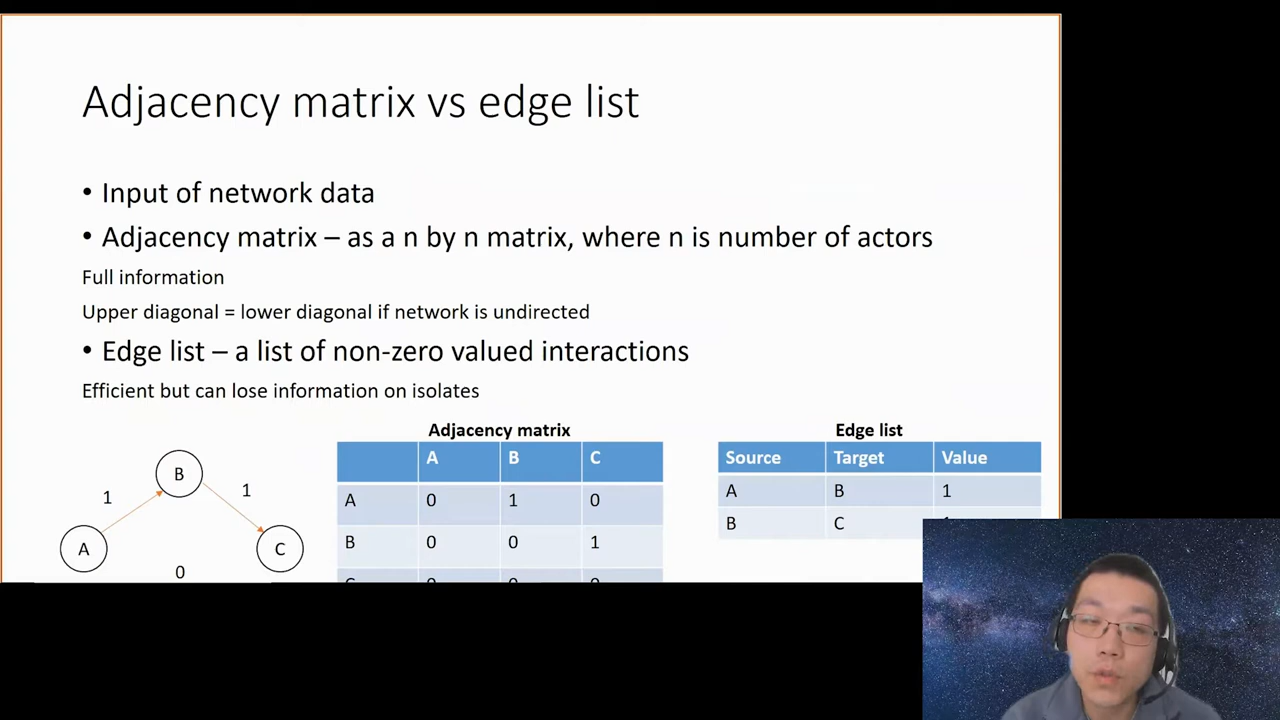 Adjacency matrix vs edge list
• Input of network data
• Adjacency matrix – as a n by n matrix, where n is number of actors
Full information
Upper diagonal = lower diagonal if network is undirected
• Edge list – a list of non-zero valued interactions
Efficient but can lose information on isolates
B
1
1
A
C
0
Adjacency matrix
A B C
A 0 1 0
B 0 0 1
Edge list
Source Target Value
A B 1
B C